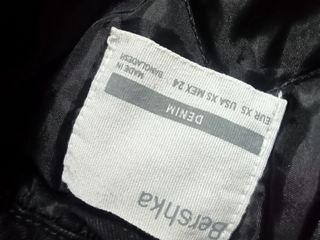 Bershka
DENIM
EUR XS USA XS MEX 24
MADE IN
BANGLADESH